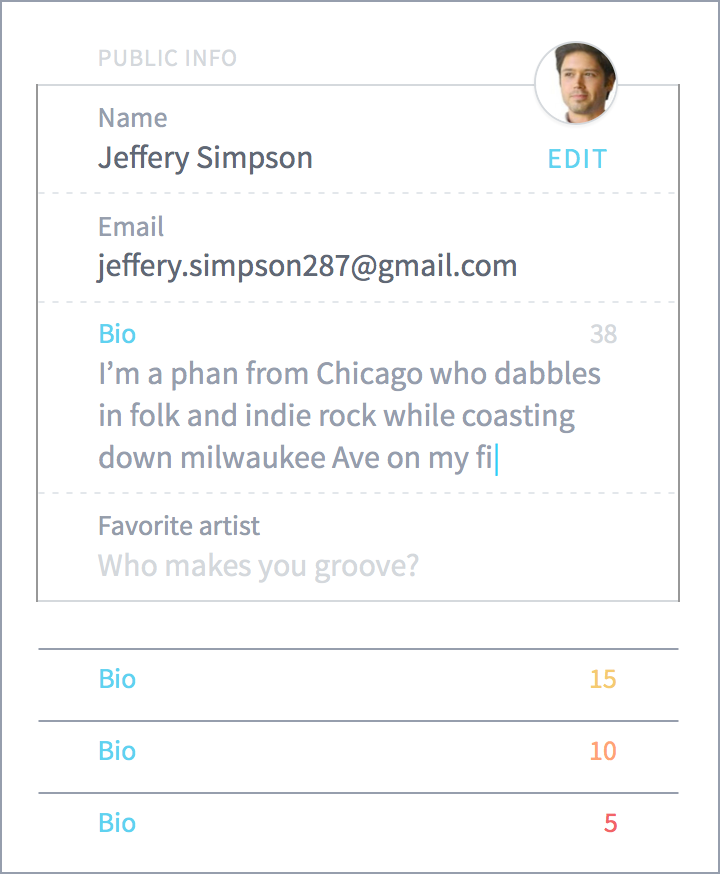 PUBLIC INFO
Name
Jeffery Simpson
EDIT
Email
jeffery.simpson287@gmail.com
Bio 38
I’m a phan from Chicago who dabbles
in folk and indie rock while coasting
down milwaukee Ave on my fi
Favorite artist
Who makes you groove?
Bio 15
Bio 10
Bio 5